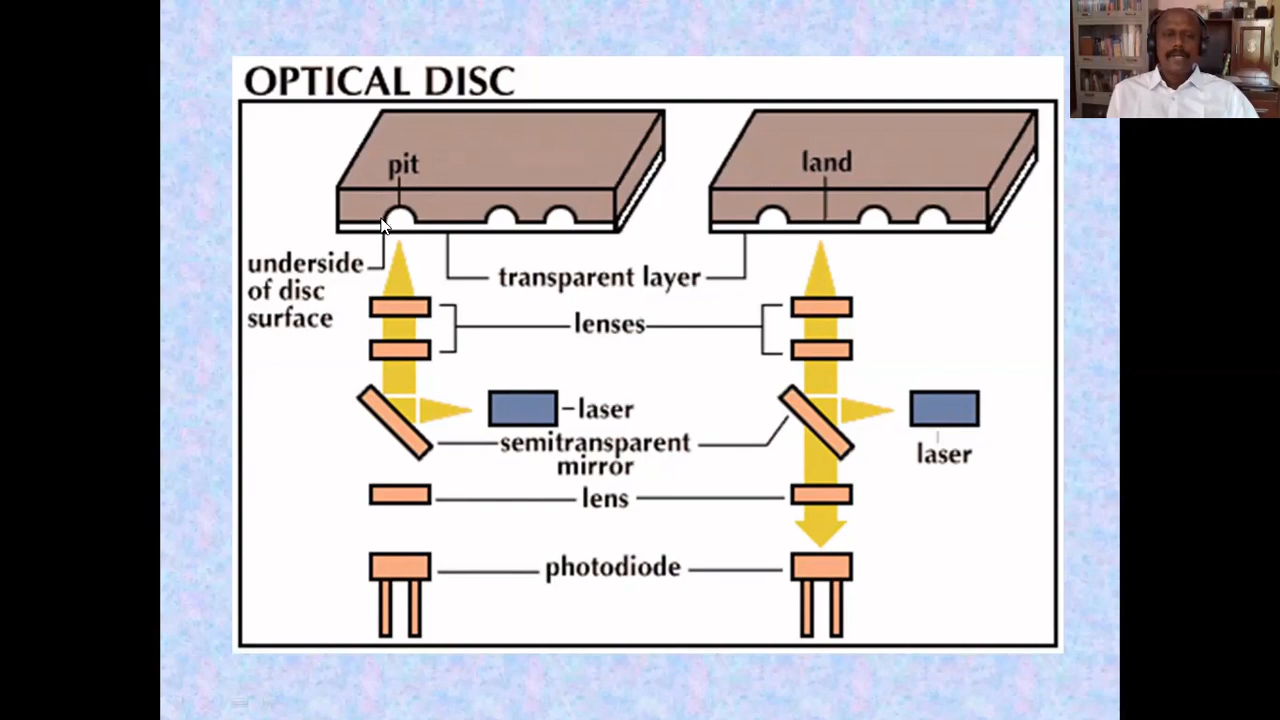 OPTICAL DISC
pit
land
underside
of disc
surface
transparent layer
lenses
laser
semitransparent
mirror
laser
lens
photodiode